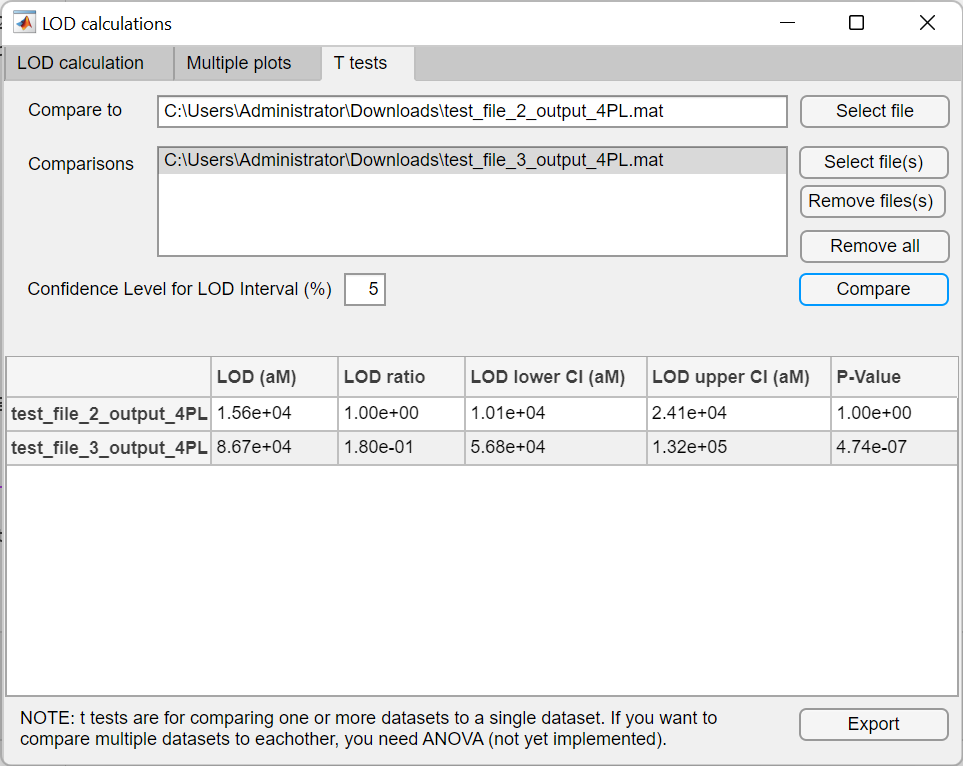 LOD calculations
LOD calculation Multiple plots T tests
Compare to C:\Users\Administrator\Downloads\test_file_2_output_4PL.mat Select file
Comparisons C:\Users\Administrator\Downloads\test_file_3_output_4PL.mat Select file(s)
Remove files(s)
Remove all
Confidence Level for LOD Interval (%) 5 Compare
LOD (aM) LOD ratio LOD lower CI (aM) LOD upper CI (aM) P-Value
test_file_2_output_4PL 1.56e+04 1.00e+00 1.01e+04 2.41e+04 1.00e+00
test_file_3_output_4PL 8.67e+04 1.80e-01 5.68e+04 1.32e+05 4.74e-07
NOTE: t tests are for comparing one or more datasets to a single dataset. If you want to
compare multiple datasets to eachother, you need ANOVA (not yet implemented).
Export